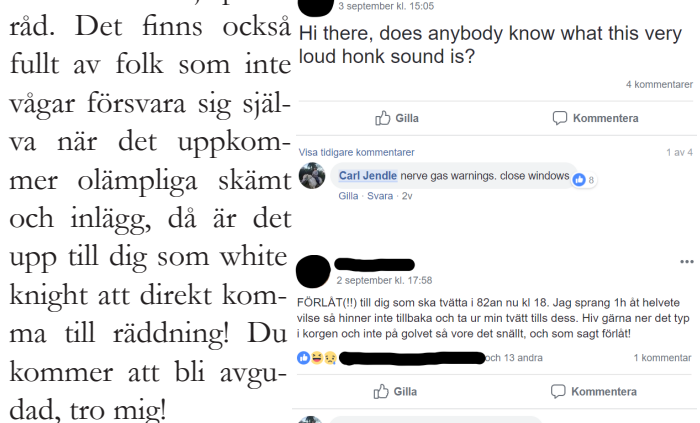 råd. Det finns också
fullt av folk som inte
vågar försvara sig själ-
va när det uppkom-
mer olämpliga skämt
och inlägg, då är det
upp till dig som white
knight att direkt kom-
ma till räddning! Du
kommer att bli avgu-
dad, tro mig!
3 september kl. 15:05
Hi there, does anybody know what this very
loud honk sound is?
4 kommentarer
Gilla Kommentera
Visa tidigare kommentarer 1 av 4
Carl Jendle nerve gas warnings. close windows 8
Gilla · Svara · 2v
2 september kl. 17:58
FÖRLÅT(!!) till dig som ska tvätta i 82an nu kl 18. Jag sprang 1h åt helvete
vilse så hinner inte tillbaka och ta ur min tvätt tills dess. Hiv gärna ner det typ
i korgen och inte på golvet så vore det snällt, och som sagt förlåt!
och 13 andra 1 kommentar
Gilla Kommentera